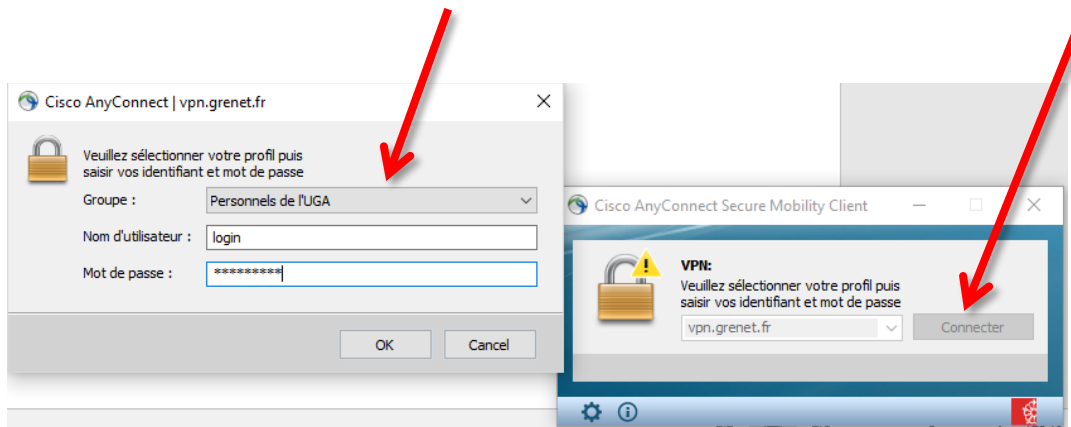 Cisco AnyConnect | vpn.grenet.fr
Veuillez sélectionner votre profil puis
saisir vos identifiant et mot de passe
Groupe :
Personnels de l'UGA
Nom d'utilisateur :
login
Mot de passe :
*********
OK
Cancel
Cisco AnyConnect Secure Mobility Client
VPN:
Veuillez sélectionner votre profil puis
saisir vos identifiant et mot de passe
vpn.grenet.fr
Connecter